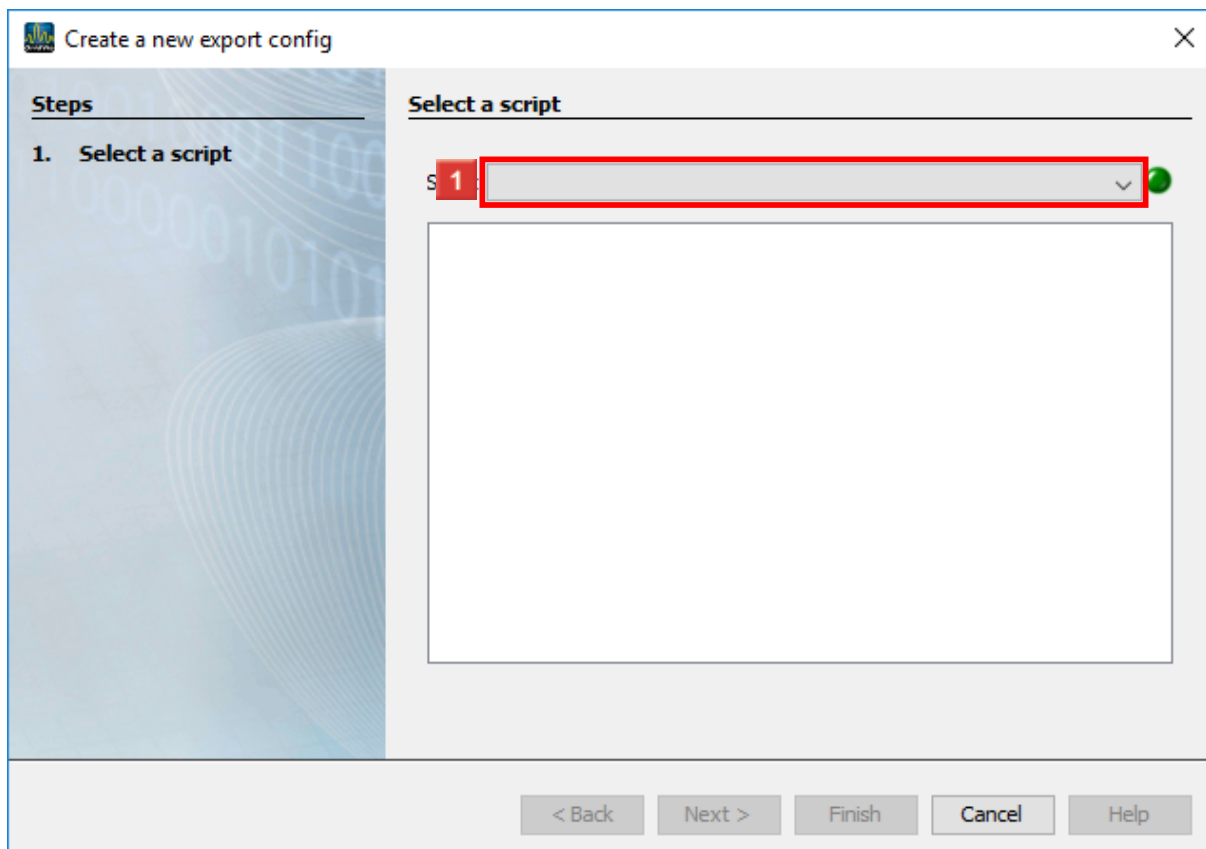 Create a new export config
Steps
1. Select a script
Select a script
1
< Back Next > Finish Cancel Help